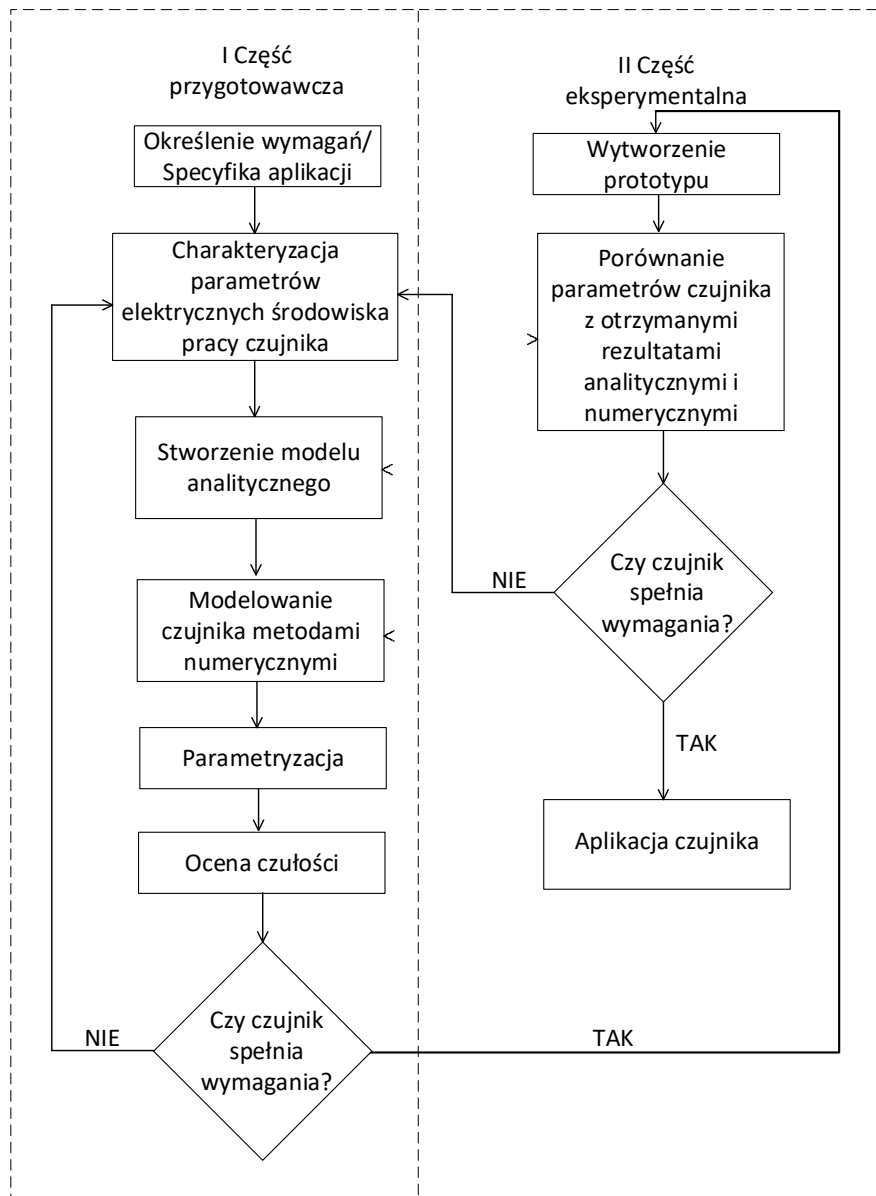 I Część
przygotowawcza
Określenie wymagań/
Specyfika aplikacji
Charakteryzacja
parametrów
elektrycznych środowiska
pracy czujnika
Stworzenie modelu
analitycznego
Modelowanie
czujnika metodami
numerycznymi
Parametryzacja
Ocena czułości
Czy czujnik
spełnia
wymagania?
NIE
TAK
II Część
eksperymentalna
Wytworzenie
prototypu
Porównanie
parametrów czujnika
z otrzymanymi
rezultatami
analitycznymi i
numerycznymi
Czy czujnik
spełnia
wymagania?
NIE
TAK
Aplikacja czujnika